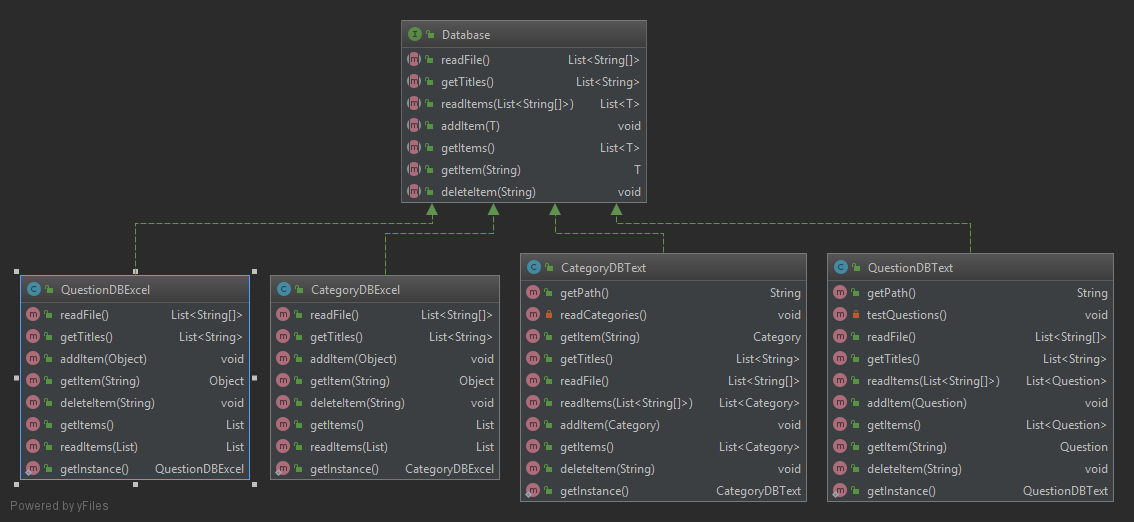 Database
readFile() List<String[]>
getTitles() List<String>
readItems(List<String[]>) List<T>
addItem(T) void
getItems() List<T>
getItem(String) T
deleteItem(String) void
QuestionDBExcel
readFile() List<String[]>
getTitles() List<String>
addItem(Object) void
getItem(String) Object
deleteItem(String) void
getItems() List
readItems(List) List
getInstance() QuestionDBExcel
CategoryDBExcel
readFile() List<String[]>
getTitles() List<String>
addItem(Object) void
getItem(String) Object
deleteItem(String) void
getItems() List
readItems(List) List
getInstance() CategoryDBExcel
CategoryDBText
getPath() String
readCategories() void
getItem(String) Category
getTitles() List<String>
readFile() List<String[]>
readItems(List<String[]>) List<Category>
addItem(Category) void
getItems() List<Category>
deleteItem(String) void
getInstance() CategoryDBText
QuestionDBText
getPath() String
testQuestions() void
readFile() List<String[]>
getTitles() List<String>
readItems(List<String[]>) List<Question>
addItem(Question) void
getItems() List<Question>
getItem(String) Question
deleteItem(String) void
getInstance() QuestionDBText
Powered by yFiles